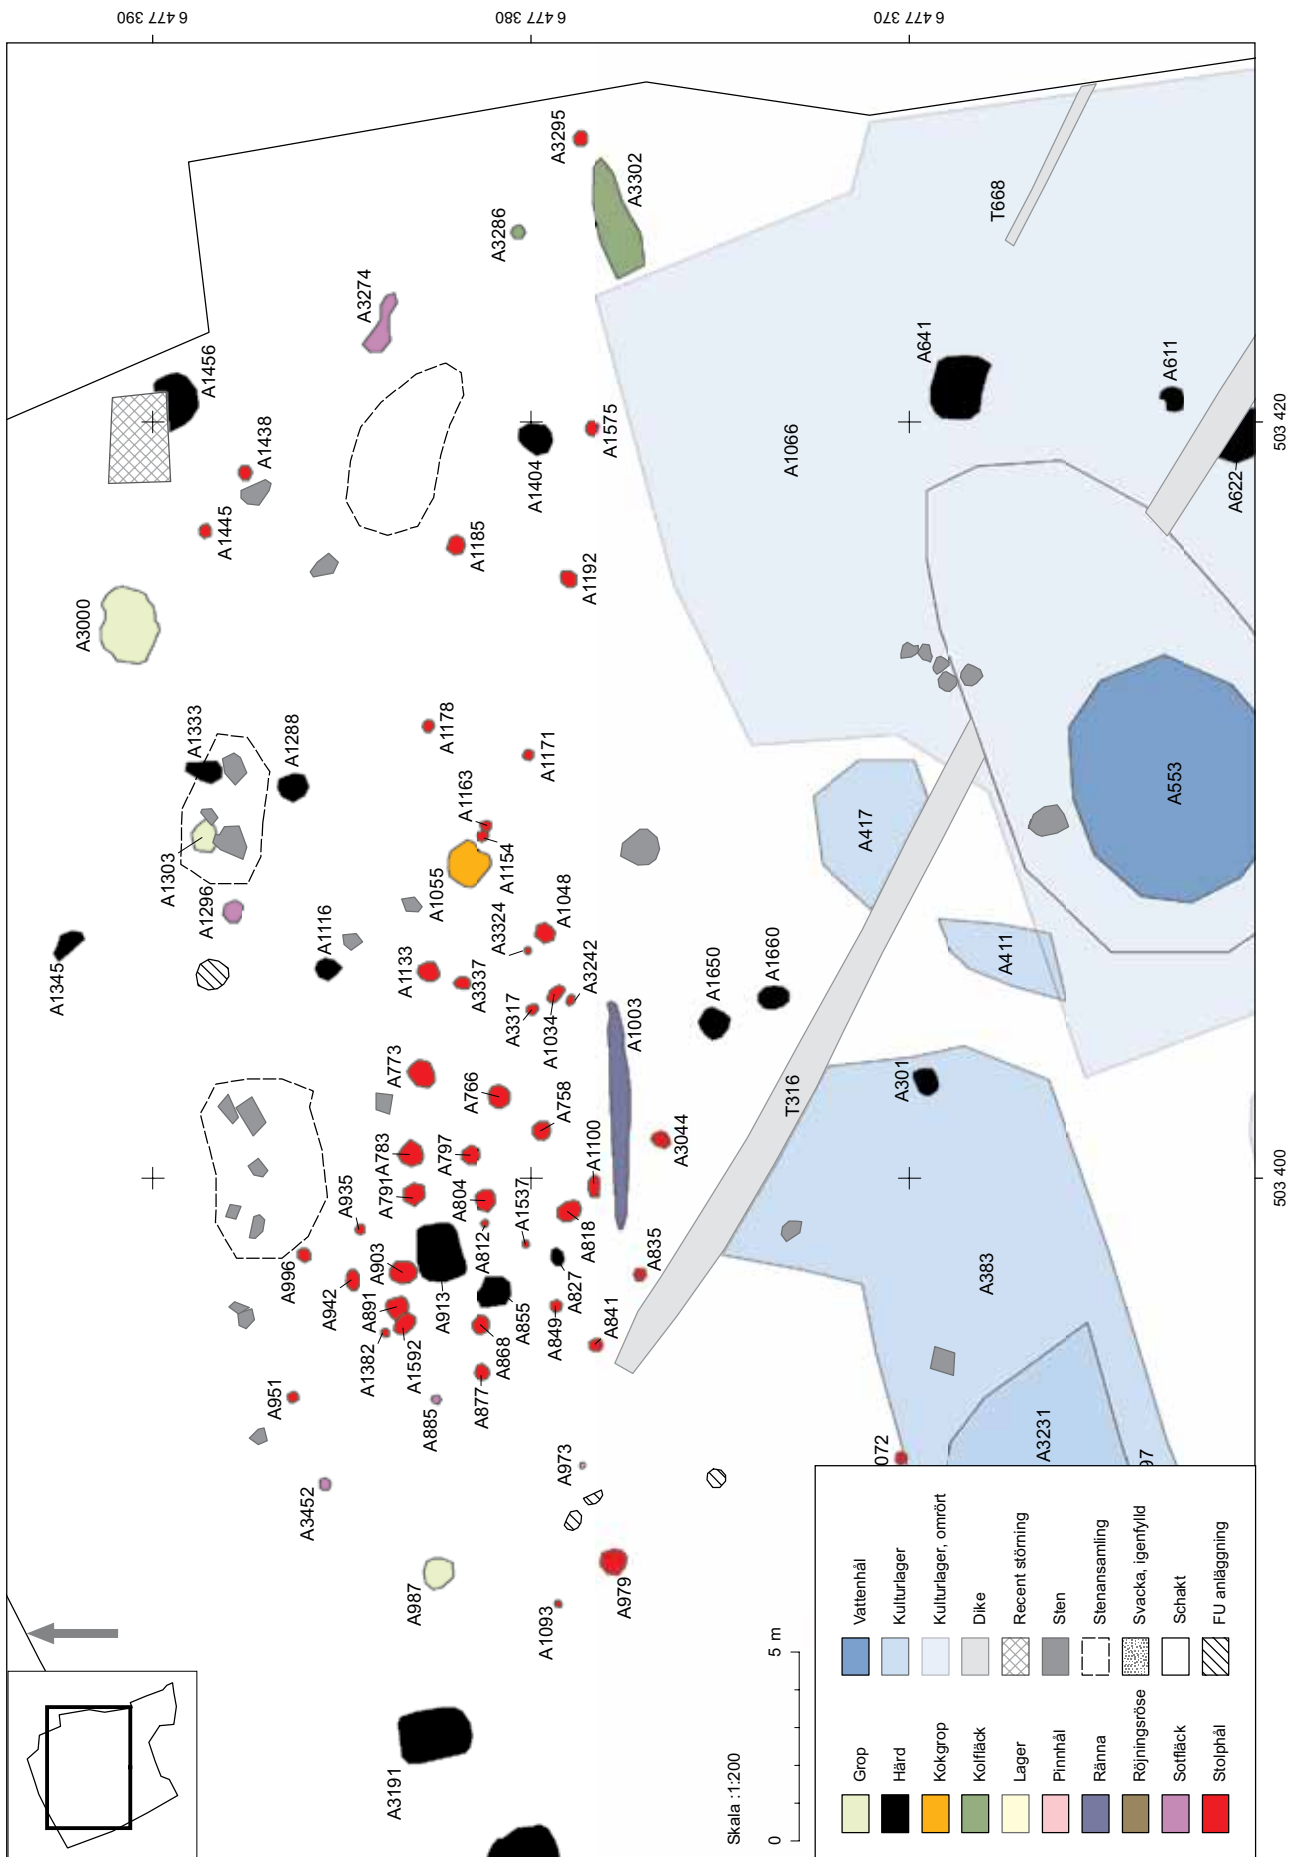 6 477 390
6 477 380
6 477 370
A3295
A3302
A3286
T668
A3274
A1456
A641
A611
A1438
A1575
503 420
A1404
A1066
A622
A1445
A1185
A1192
A3000
A1333
A1288
A1178
A1171
A1163
A417
A553
A1303
A1055
A1154
A1296
A1116
A3324
A1048
A1345
A1133
A3337
A3242
A411
A1650
A1660
A3317
A1034
A1003
A773
A766
A758
T316
A301
A783
A797
A1100
A3044
A791
A804
A1537
503 400
A935
A812
A818
A996
A903
A827
A835
A942
A891
A913
A855
A383
A1382
A1592
A868
A849
A841
A951
A885
A877
A973
072
A3231
97
A3452
A987
A979
A1093
A3191
Skala :1:200
0
5 m
Grop
Härd
Kokgrop
Kolfläck
Lager
Pinnhål
Ränna
Röjningsröse
Sotfläck
Stolphål
Vattenhål
Kulturlager
Kulturlager, omrört
Dike
Recent störning
Sten
Stenansamling
Svacka, igenfylld
Schakt
FU anläggning